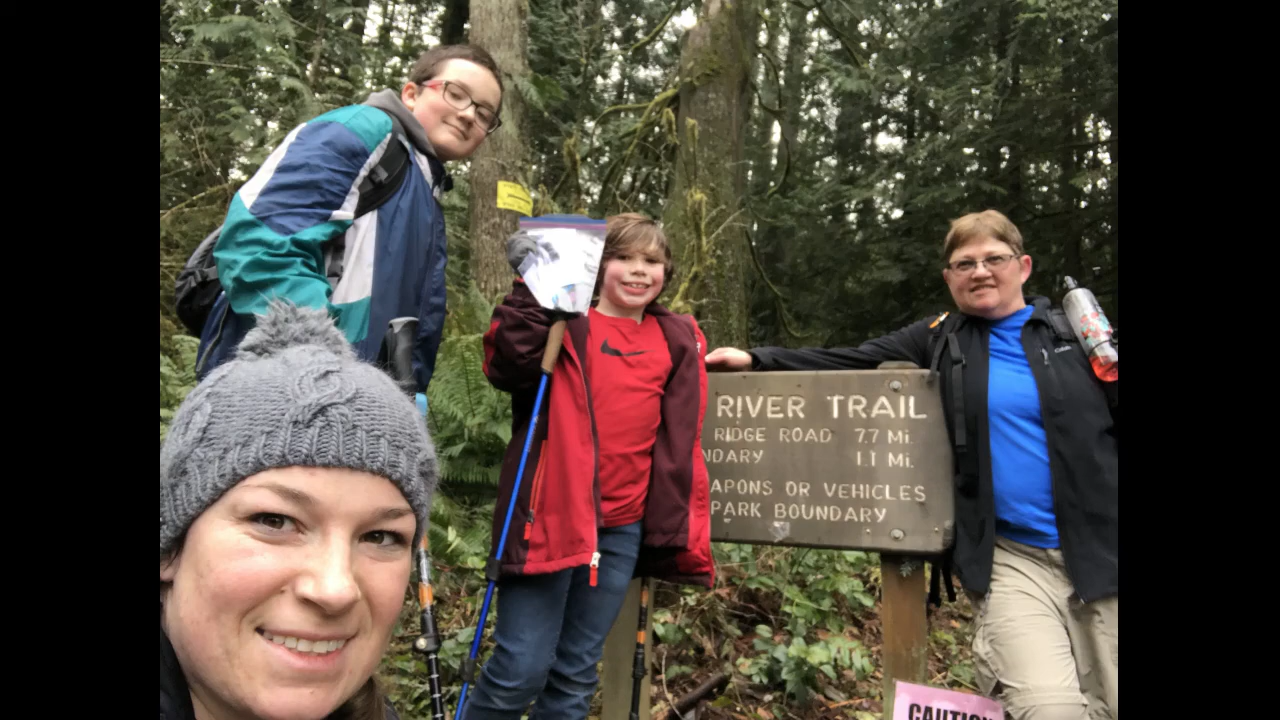 RIVER TRAIL
RIDGE ROAD 7.7 Mi.
NDARY 1.1 Mi.
APONS OR VEHICLES
PARK BOUNDARY
CAUTION